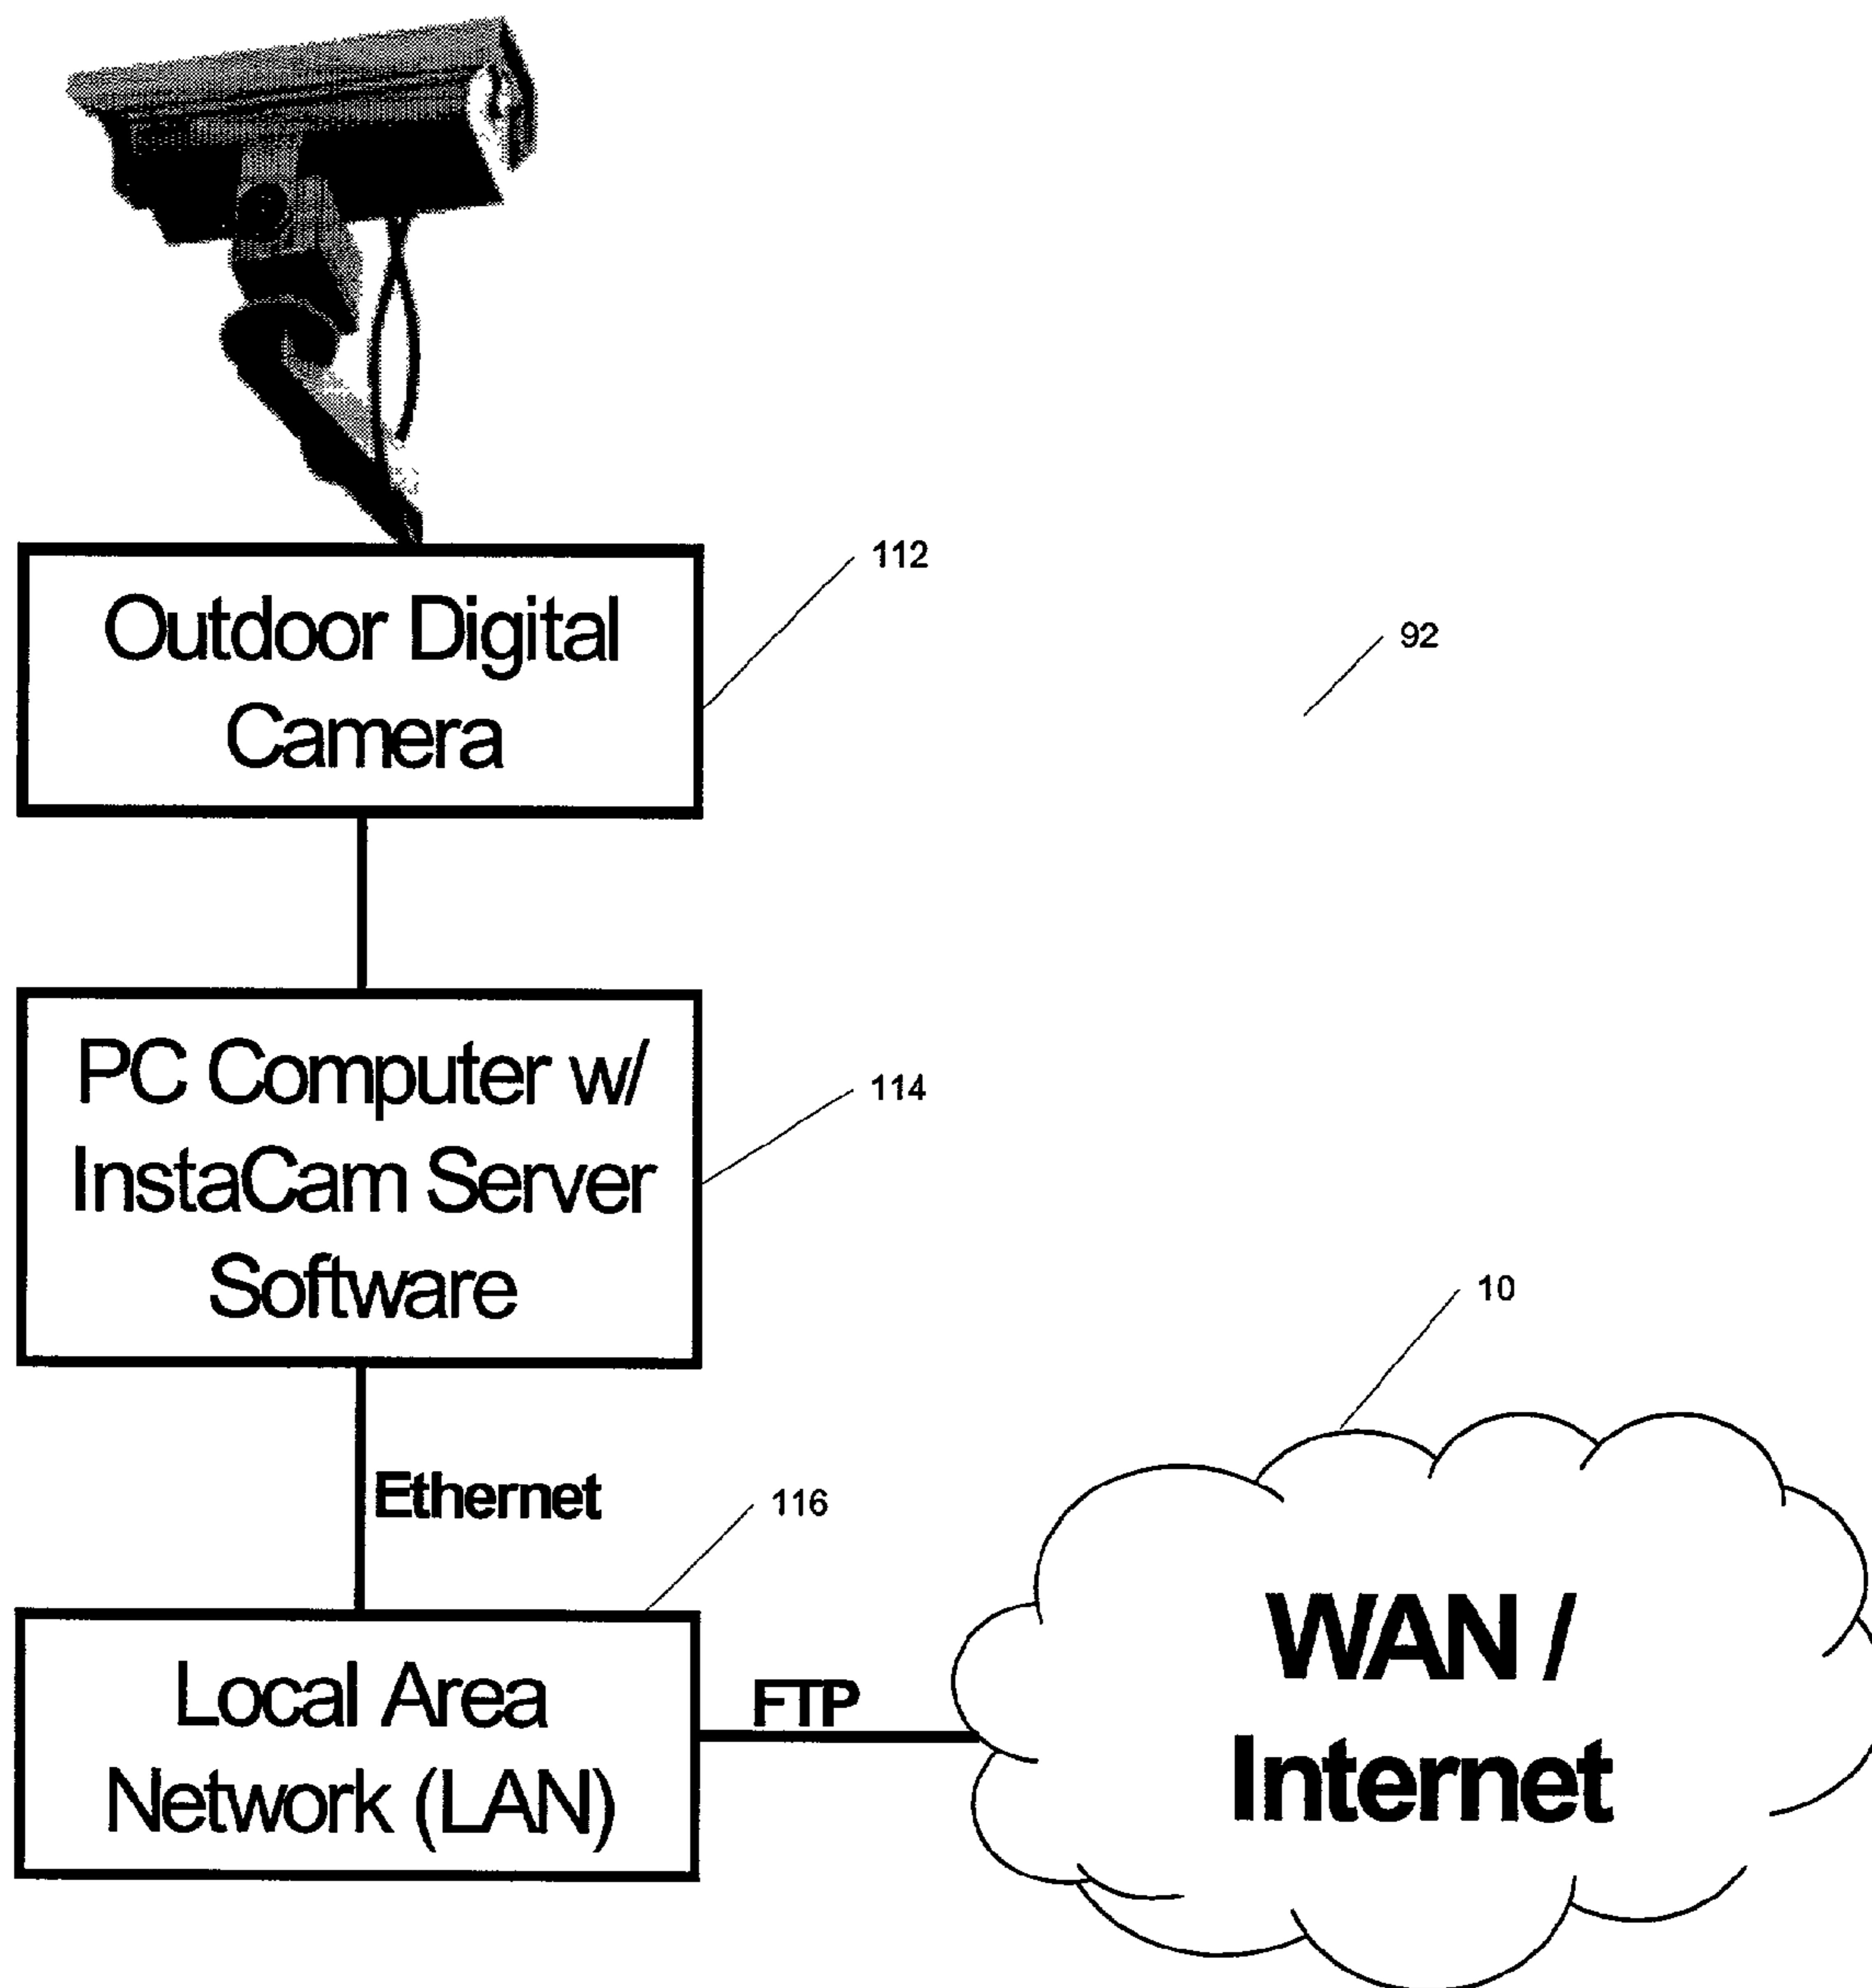 Outdoor Digital
Camera
112
92
PC Computer w/
InstaCam Server
Software
114
10
Ethernet
116
Local Area
Network (LAN)
FTP
WAN /
Internet